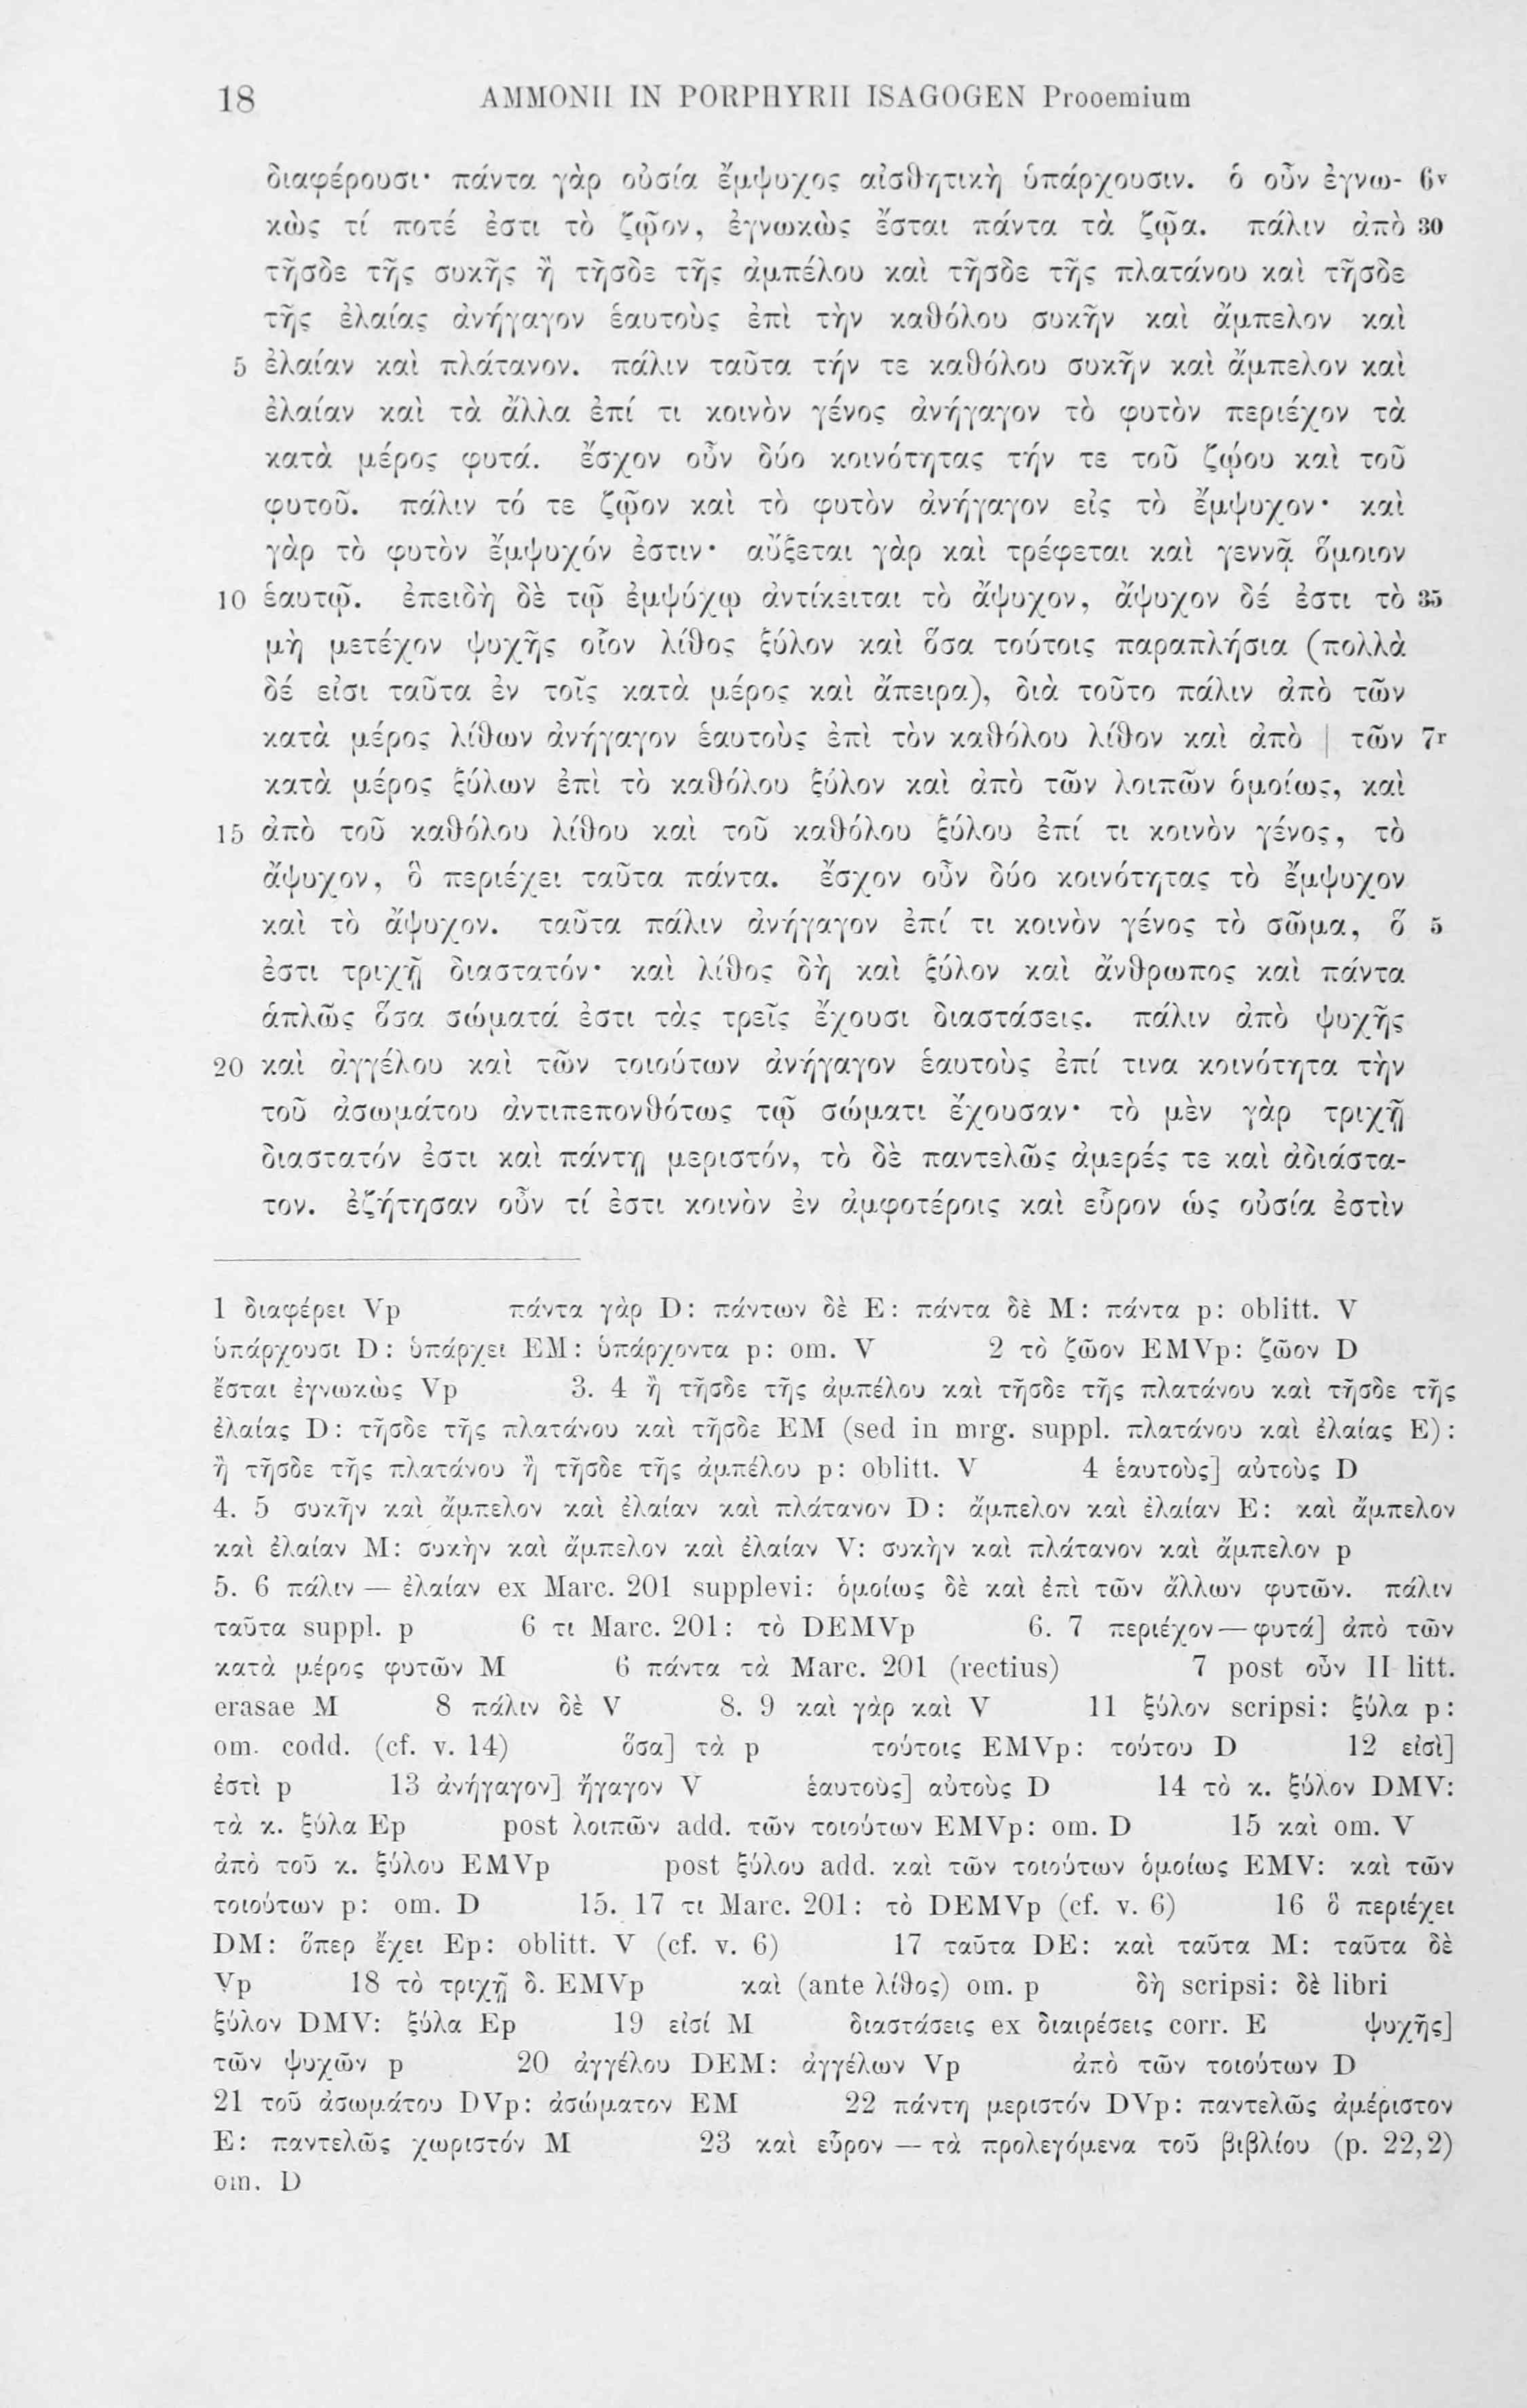 18 AMMONII IN PORPHYRII ISAGOGEN Prooemium
διαφέρουσι· πάντα γὰρ οὐσία ἔμψυχος αἰσθητικὴ ὑπάρχουσιν. ὁ οὖν ἐγνω- 6v
κὼς τί ποτέ ἐστι τὸ ζῷον, ἐγνωκὼς ἔσται πάντα τὰ ζῷα. πάλιν ἀπὸ 30
τῆσδε τῆς συκῆς ἢ τῆσδε τῆς ἀμπέλου καὶ τῆσδε τῆς πλατάνου καὶ τῆσδε
τῆς ἐλαίας ἀνήγαγον ἑαυτοὺς ἐπὶ τὴν καθόλου συκῆν καὶ ἄμπελον καὶ
5 ἐλαίαν καὶ πλάτανον. πάλιν ταῦτα τήν τε καθόλου συκῆν καὶ ἄμπελον καὶ
ἐλαίαν καὶ τὰ ἄλλα ἐπί τι κοινὸν γένος ἀνήγαγον τὸ φυτὸν περιέχον τὰ
κατὰ μέρος φυτά. ἔσχον οὖν δύο κοινότητας τήν τε τοῦ ζῴου καὶ τοῦ
φυτοῦ. πάλιν τό τε ζῷον καὶ τὸ φυτὸν ἀνήγαγον εἰς τὸ ἔμψυχον· καὶ
γὰρ τὸ φυτὸν ἔμψυχόν ἐστιν· αὔξεται γὰρ καὶ τρέφεται καὶ γεννᾷ ὅμοιον
10 ἑαυτῷ. ἐπειδὴ δὲ τῷ ἐμψύχῳ ἀντίκειται τὸ ἄψυχον, ἄψυχον δέ ἐστι τὸ 35
μὴ μετέχον ψυχῆς οἷον λίθος ξύλον καὶ ὅσα τούτοις παραπλήσια (πολλὰ
δέ εἰσι ταῦτα ἐν τοῖς κατὰ μέρος καὶ ἄπειρα), διὰ τοῦτο πάλιν ἀπὸ τῶν
κατὰ μέρος λίθων ἀνήγαγον ἑαυτοὺς ἐπὶ τὸν καθόλου λίθον καὶ ἀπὸ | τῶν 7r
κατὰ μέρος ξύλων ἐπὶ τὸ καθόλου ξύλον καὶ ἀπὸ τῶν λοιπῶν ὁμοίως, καὶ
15 ἀπὸ τοῦ καθόλου λίθου καὶ τοῦ καθόλου ξύλου ἐπί τι κοινὸν γένος, τὸ
ἄψυχον, ὃ περιέχει ταῦτα πάντα. ἔσχον οὖν δύο κοινότητας τὸ ἔμψυχον
καὶ τὸ ἄψυχον. ταῦτα πάλιν ἀνήγαγον ἐπί τι κοινὸν γένος τὸ σῶμα, ὅ 5
ἐστι τριχῇ διαστατόν· καὶ λίθος δὴ καὶ ξύλον καὶ ἄνθρωπος καὶ πάντα
ἁπλῶς ὅσα σώματά ἐστι τὰς τρεῖς ἔχουσι διαστάσεις. πάλιν ἀπὸ ψυχῆς
20 καὶ ἀγγέλου καὶ τῶν τοιούτων ἀνήγαγον ἑαυτοὺς ἐπί τινα κοινότητα τὴν
τοῦ ἀσωμάτου ἀντιπεπονθότως τῷ σώματι ἔχουσαν· τὸ μὲν γὰρ τριχῇ
διαστατόν ἐστι καὶ πάντῃ μεριστόν, τὸ δὲ παντελῶς ἀμερές τε καὶ ἀδιάστα-
τον. ἐζήτησαν οὖν τί ἐστι κοινὸν ἐν ἀμφοτέροις καὶ εὗρον ὡς οὐσία ἐστὶν
1 διαφέρει Vp πάντα γὰρ D: πάντων δὲ E: πάντα δὲ M: πάντα p: oblitt. V
ὑπάρχουσι D: ὑπάρχει EM: ὑπάρχοντα p: om. V 2 τὸ ζῶον EMVp: ζῶον D
ἔσται ἐγνωκὼς Vp 3. 4 ἢ τῆσδε τῆς ἀμπέλου καὶ τῆσδε τῆς πλατάνου καὶ τῆσδε τῆς
ἐλαίας D: τῆσδε τῆς πλατάνου καὶ τῆσδε EM (sed in mrg. suppl. πλατάνου καὶ ἐλαίας E):
ἢ τῆσδε τῆς πλατάνου ἢ τῆσδε τῆς ἀμπέλου p: oblitt. V 4 ἑαυτοὺς] αὐτοὺς D
4. 5 συκῆν καὶ ἄμπελον καὶ ἐλαίαν καὶ πλάτανον D: ἄμπελον καὶ ἐλαίαν E: καὶ ἄμπελον
καὶ ἐλαίαν M: συκὴν καὶ ἄμπελον καὶ ἐλαίαν V: συκὴν καὶ πλάτανον καὶ ἄμπελον p
5. 6 πάλιν — ἐλαίαν ex Marc. 201 supplevi: ὁμοίως δὲ καὶ ἐπὶ τῶν ἄλλων φυτῶν. πάλιν
ταῦτα suppl. p 6 τι Marc. 201: τὸ DEMVp 6. 7 περιέχον — φυτά] ἀπὸ τῶν
κατὰ μέρος φυτῶν M 6 πάντα τὰ Marc. 201 (rectius) 7 post οὖν II litt.
erasae M 8 πάλιν δὲ V 8. 9 καὶ γὰρ καὶ V 11 ξύλον scripsi: ξύλα p:
om. codd. (cf. v. 14) ὅσα] τὰ p τούτοις EMVp: τούτου D 12 εἰσὶ]
ἐστὶ p 13 ἀνήγαγον] ἤγαγον V ἑαυτοὺς] αὐτοὺς D 14 τὸ κ. ξύλον DMV:
τὰ κ. ξύλα Ep post λοιπῶν add. τῶν τοιούτων EMVp: om. D 15 καὶ om. V
ἀπὸ τοῦ κ. ξύλου EMVp post ξύλου add. καὶ τῶν τοιούτων ὁμοίως EMV: καὶ τῶν
τοιούτων p: om. D 15. 17 τι Marc. 201: τὸ DEMVp (cf. v. 6) 16 ὃ περιέχει
DM: ὅπερ ἔχει Ep: oblitt. V (cf. v. 6) 17 ταῦτα DE: καὶ ταῦτα M: ταῦτα δὲ
Vp 18 τὸ τριχῇ δ. EMVp καὶ (ante λίθος) om. p δὴ scripsi: δὲ libri
ξύλον DMV: ξύλα Ep 19 εἰσί M διαστάσεις ex διαιρέσεις corr. E ψυχῆς]
τῶν ψυχῶν p 20 ἀγγέλου DEM: ἀγγέλων Vp ἀπὸ τῶν τοιούτων D
21 τοῦ ἀσωμάτου DVp: ἀσώματον EM 22 πάντη μεριστόν DVp: παντελῶς ἀμέριστον
E: παντελῶς χωριστόν M 23 καὶ εὗρον — τὰ προλεγόμενα τοῦ βιβλίου (p. 22,2)
om. D